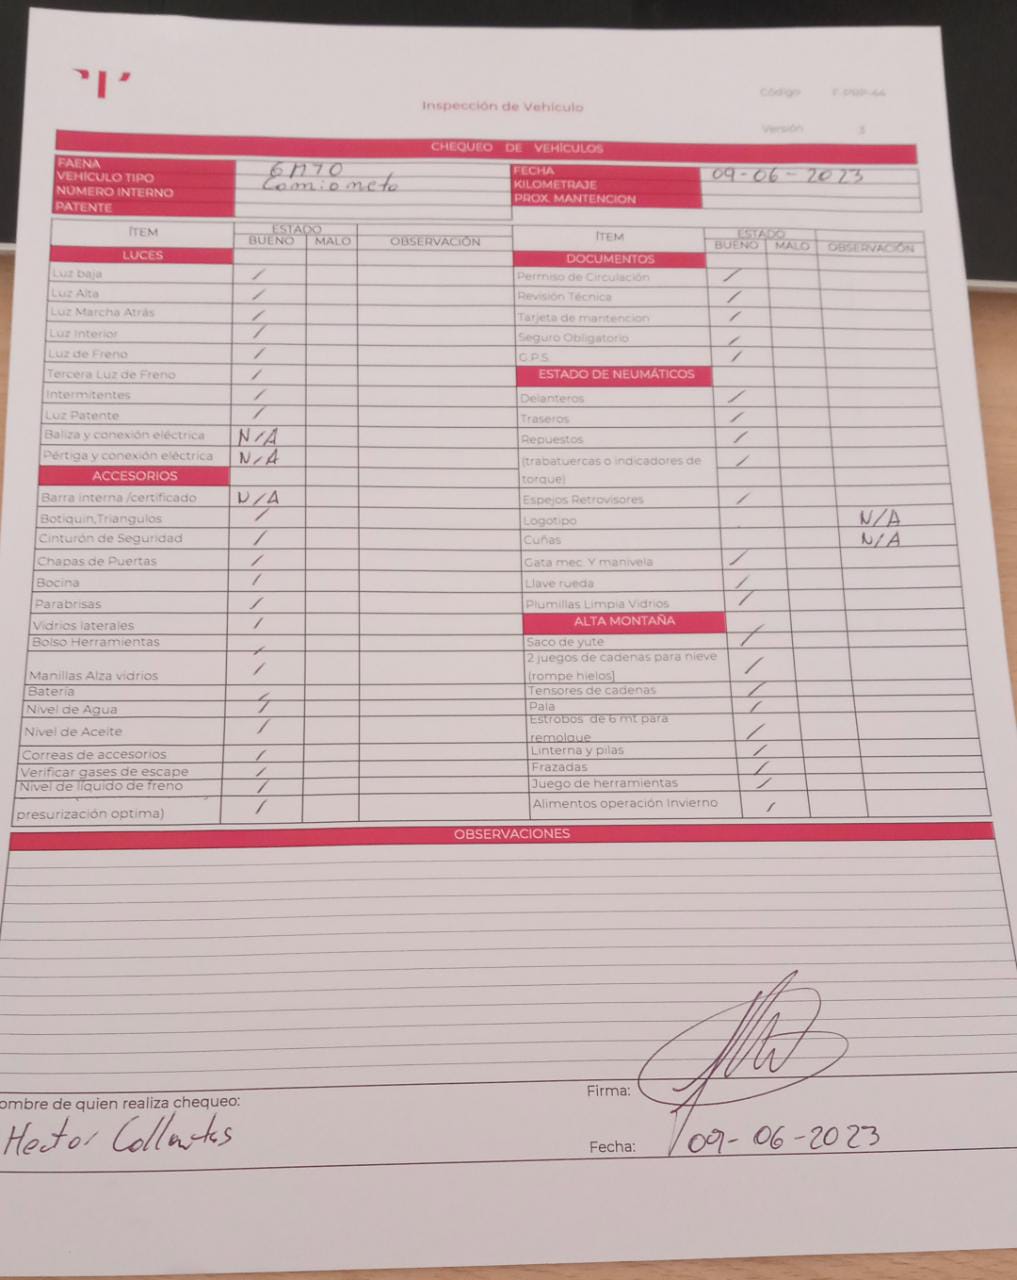 Código F-PRP-44
Inspección de Vehículo
Versión 3
CHEQUEO DE VEHÍCULOS
FAENA 6M70
VEHÍCULO TIPO Camioneta
NÚMERO INTERNO
PATENTE
FECHA 09-06-2023
KILOMETRAJE
PROX. MANTENCION
ÍTEM ESTADO
BUENO MALO OBSERVACIÓN
LUCES
Luz baja /
Luz Alta /
Luz Marcha Atrás /
Luz Interior /
Luz de Freno /
Tercera Luz de Freno /
Intermitentes /
Luz Patente /
Baliza y conexión eléctrica N/A
Pértiga y conexión eléctrica N/A
ACCESORIOS
Barra interna /certificado N/A
Botiquin,Triangulos /
Cinturón de Seguridad /
Chapas de Puertas /
Bocina /
Parabrisas /
Vidrios laterales /
Bolso Herramientas /
Manillas Alza vidrios /
Batería /
Nivel de Agua /
Nivel de Aceite /
Correas de accesorios /
Verificar gases de escape /
Nivel de líquido de freno /
presurización optima) /
ÍTEM ESTADO
BUENO MALO OBSERVACIÓN
DOCUMENTOS
Permiso de Circulación /
Revisión Técnica /
Tarjeta de mantencion /
Seguro Obligatorio /
G.P.S. /
ESTADO DE NEUMÁTICOS
Delanteros /
Traseros /
Repuestos /
(trabatuercas o indicadores de
torque) /
Espejos Retrovisores /
Logotipo N/A
Cuñas N/A
Gata mec. Y manivela /
Llave rueda /
Plumillas Limpia Vidrios /
ALTA MONTAÑA
Saco de yute /
2 juegos de cadenas para nieve
(rompe hielos) /
Tensores de cadenas /
Pala /
Estrobos de 6 mt para
remolque /
Linterna y pilas /
Frazadas /
Juego de herramientas /
Alimentos operación Invierno /
OBSERVACIONES
ombre de quien realiza chequeo:
Hector Collantes
Firma:
Fecha: 09-06-2023